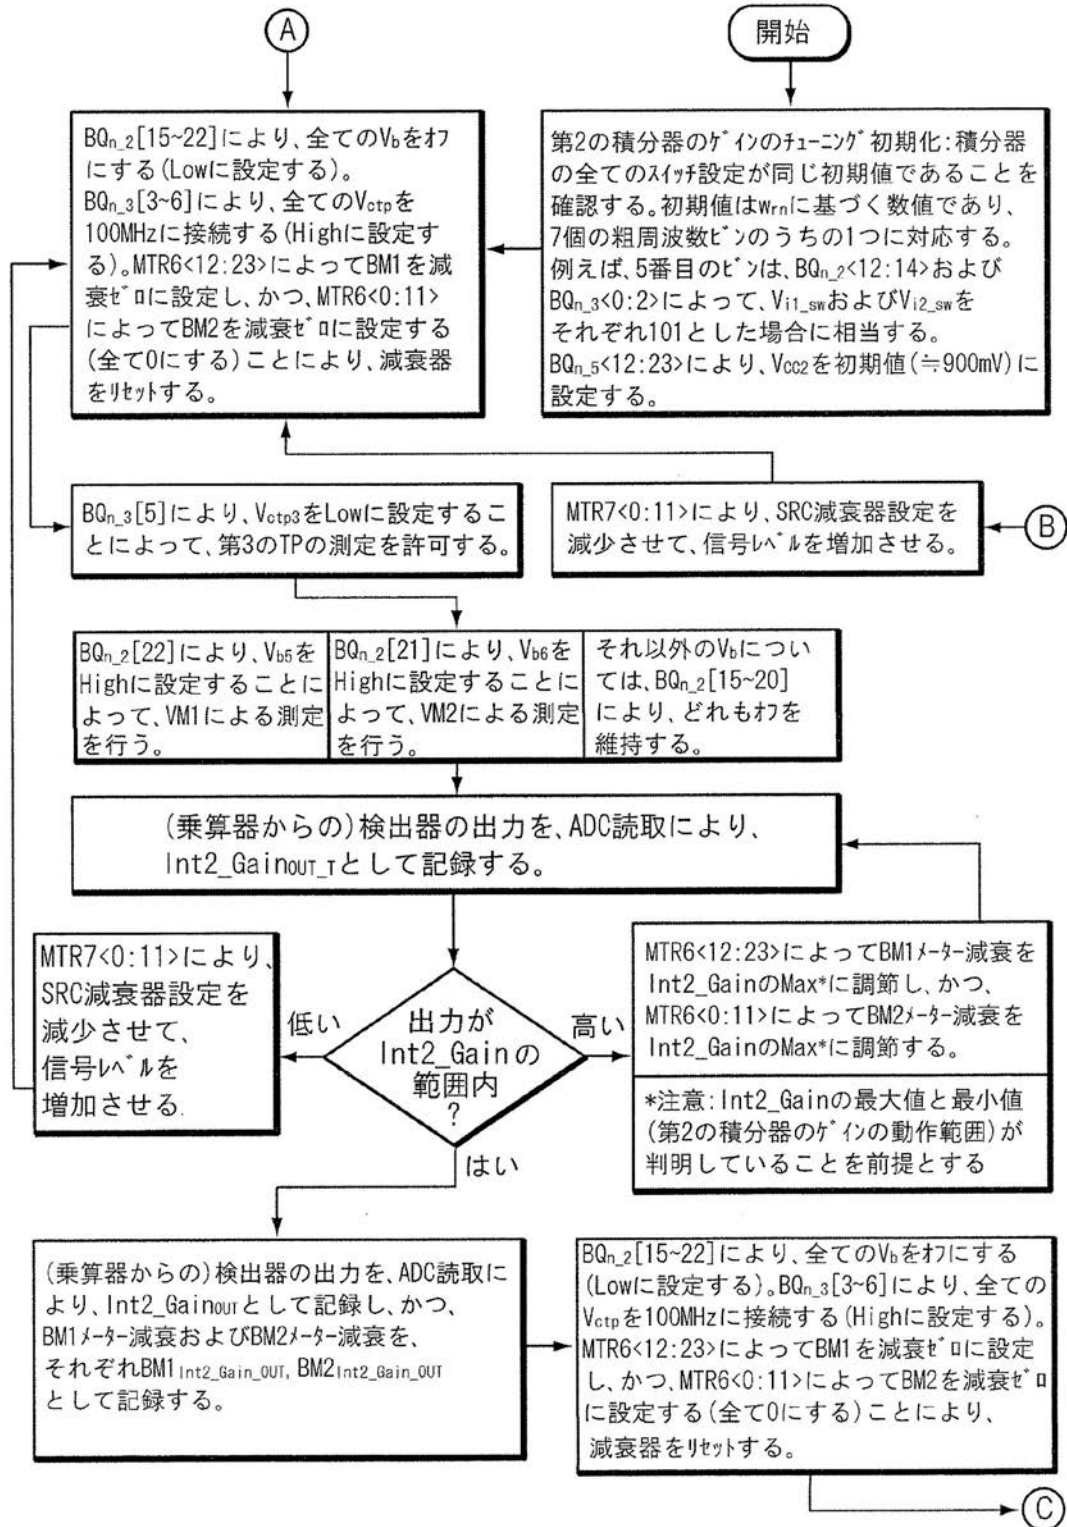 A
開始
BQn_2[15~22]により、全てのVbをオフ
にする(Lowに設定する)。
BQn_3[3~6]により、全てのVctpを
100MHzに接続する(Highに設定す
る)。MTR6<12:23>によってBM1を減
衰ゼロに設定し、かつ、MTR6<0:11>
によってBM2を減衰ゼロに設定する
(全て0にする)ことにより、減衰器
をリセットする。
第2の積分器のゲインのチューニング初期化:積分器
の全てのスイッチ設定が同じ初期値であることを
確認する。初期値はwrnに基づく数値であり、
7個の粗周波数ビンのうちの1つに対応する。
例えば、5番目のビンは、BQn_2<12:14>および
BQn_3<0:2>によって、Vi1_swおよびVi2_swを
それぞれ101とした場合に相当する。
BQn_5<12:23>により、VCC2を初期値(≒900mV)に
設定する。
BQn_3[5]により、Vctp3をLowに設定するこ
とによって、第3のTPの測定を許可する。
MTR7<0:11>により、SRC減衰器設定を
減少させて、信号レベルを増加させる。
B
BQn_2[22]により、Vb5を
Highに設定することに
よって、VM1による測定
を行う。
BQn_2[21]により、Vb6を
Highに設定することに
よって、VM2による測定
を行う。
それ以外のVbについ
ては、BQn_2[15~20]
により、どれもオフを
維持する。
(乗算器からの)検出器の出力を、ADC読取により、
Int2_GainOUT_Tとして記録する。
MTR7<0:11>により、
SRC減衰器設定を
減少させて、
信号レベルを
増加させる.
低い
出力が
Int2_Gainの
範囲内
?
高い
はい
MTR6<12:23>によってBM1メーター減衰を
Int2_GainのMax*に調節し、かつ、
MTR6<0:11>によってBM2メーター減衰を
Int2_GainのMax*に調節する。
*注意:Int2_Gainの最大値と最小値
(第2の積分器のゲインの動作範囲)が
判明していることを前提とする
(乗算器からの)検出器の出力を、ADC読取に
より、Int2_GainOUTとして記録し、かつ、
BM1メーター減衰およびBM2メーター減衰を、
それぞれBM1Int2_Gain_OUT, BM2Int2_Gain_OUT
として記録する。
BQn_2[15~22]により、全てのVbをオフにする
(Lowに設定する)。BQn_3[3~6]により、全ての
Vctpを100MHzに接続する(Highに設定する)。
MTR6<12:23>によってBM1を減衰ゼロに設定
し、かつ、MTR6<0:11>によってBM2を減衰ゼロ
に設定する(全て0にする)ことにより、
減衰器をリセットする。
C